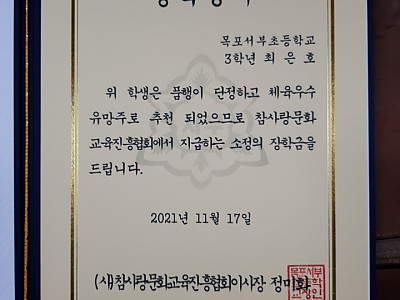 목포서부초등학교
3학년 최 은 호
위 학생은 품행이 단정하고 체육우수
유망주로 추천 되었으므로 참사랑문화
교육진흥협회에서 지급하는 소정의 장학금을
드립니다.
2021년 11월 17일
(사)참사랑문화교육진흥협회이사장 정미화